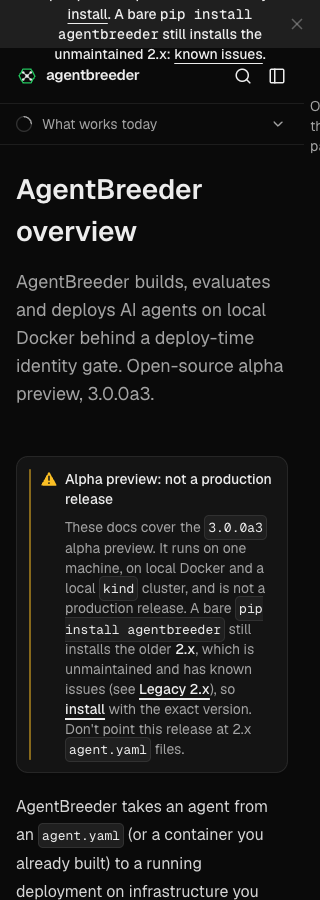 install. A bare pip install
agentbreeder still installs the
unmaintained 2.x: known issues.
agentbreeder
What works today
AgentBreeder
overview
AgentBreeder builds, evaluates
and deploys AI agents on local
Docker behind a deploy-time
identity gate. Open-source alpha
preview, 3.0.0a3.
Alpha preview: not a production
release
These docs cover the 3.0.0a3
alpha preview. It runs on one
machine, on local Docker and a
local kind cluster, and is not a
production release. A bare pip
install agentbreeder still
installs the older 2.x, which is
unmaintained and has known
issues (see Legacy 2.x), so
install with the exact version.
Don't point this release at 2.x
agent.yaml files.
AgentBreeder takes an agent from
an agent.yaml (or a container you
already built) to a running
deployment on infrastructure you